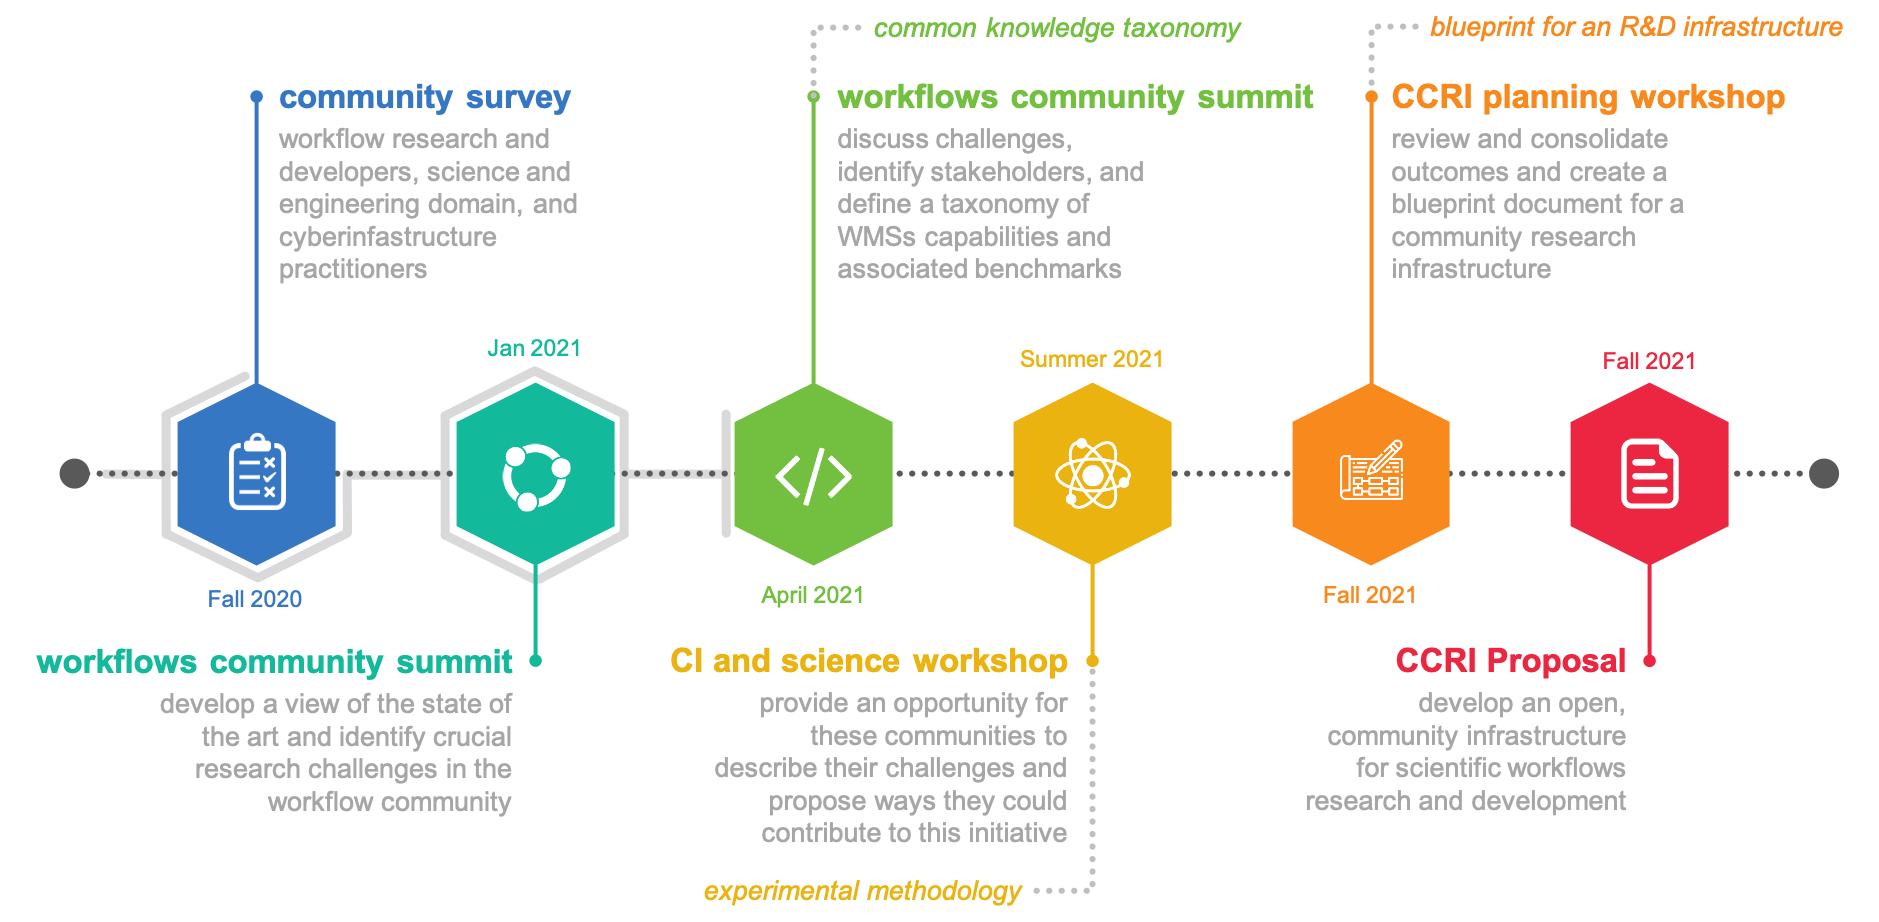 common knowledge taxonomy
blueprint for an R&D infrastructure
community survey
workflow research and
developers, science and
engineering domain, and
cyberinfastructure
practitioners
workflows community summit
discuss challenges,
identify stakeholders, and
define a taxonomy of
WMSs capabilities and
associated benchmarks
CCRI planning workshop
review and consolidate
outcomes and create a
blueprint document for a
community research
infrastructure
Jan 2021
Summer 2021
Fall 2021
</>
Fall 2020
April 2021
Fall 2021
workflows community summit
develop a view of the state of
the art and identify crucial
research challenges in the
workflow community
CI and science workshop
provide an opportunity for
these communities to
describe their challenges and
propose ways they could
contribute to this initiative
experimental methodology
CCRI Proposal
develop an open,
community infrastructure
for scientific workflows
research and development